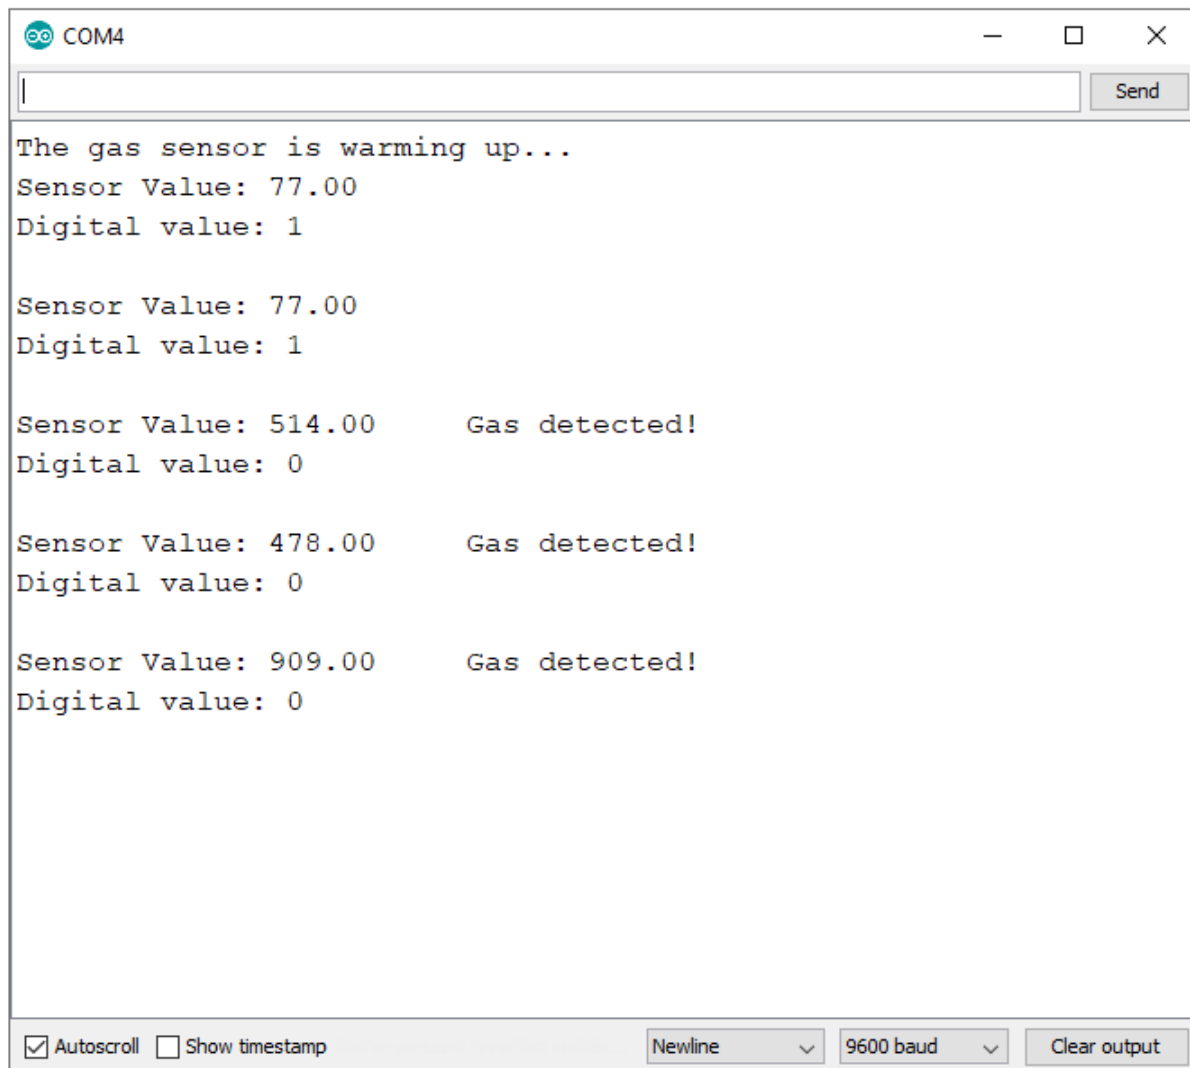 COM4
Send
The gas sensor is warming up...
Sensor Value: 77.00
Digital value: 1
Sensor Value: 77.00
Digital value: 1
Sensor Value: 514.00 Gas detected!
Digital value: 0
Sensor Value: 478.00 Gas detected!
Digital value: 0
Sensor Value: 909.00 Gas detected!
Digital value: 0
Autoscroll Show timestamp Newline 9600 baud Clear output